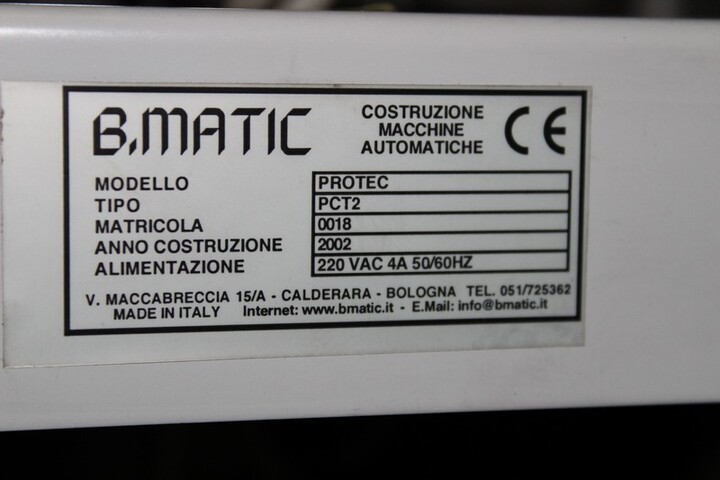 B.MATIC
COSTRUZIONE
MACCHINE
AUTOMATICHE
CE
MODELLO PROTEC
TIPO PCT2
MATRICOLA 0018
ANNO COSTRUZIONE 2002
ALIMENTAZIONE 220 VAC 4A 50/60HZ
V. MACCABRECCIA 15/A - CALDERARA - BOLOGNA TEL. 051/725362
MADE IN ITALY Internet: www.bmatic.it - E.Mail: info@bmatic.it